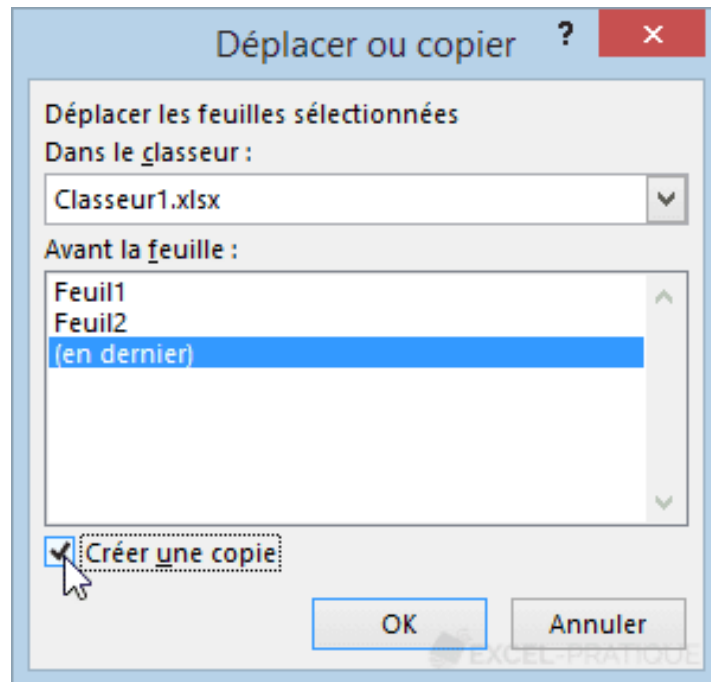 Déplacer ou copier ? ×
Déplacer les feuilles sélectionnées
Dans le classeur :
Classeur1.xlsx
Avant la feuille :
Feuil1
Feuil2
(en dernier)
Créer une copie
OK Annuler
EXCEL-PRATIQUE